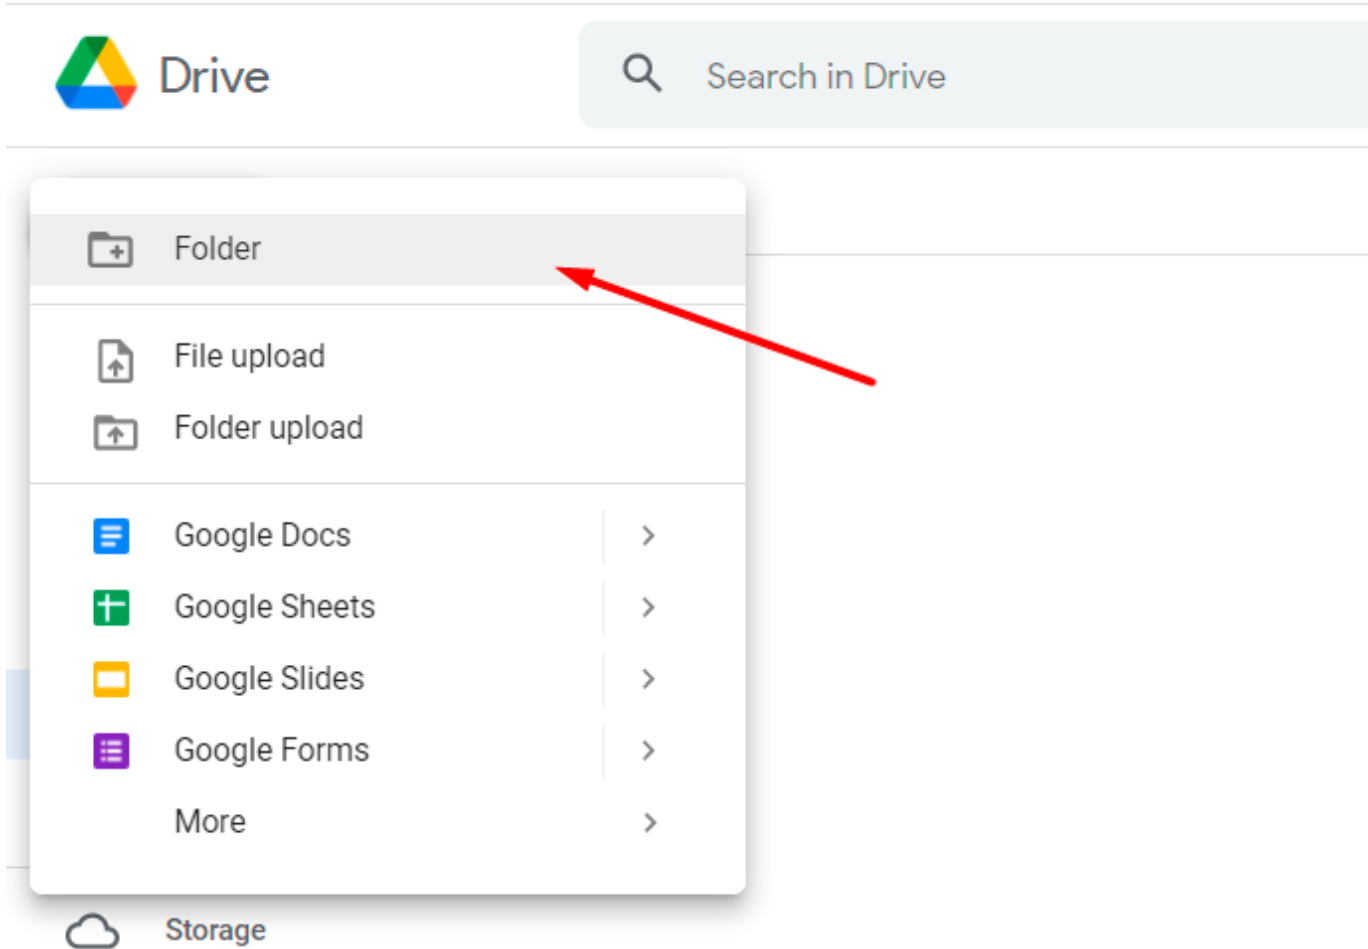 Drive
Search in Drive
Folder
File upload
Folder upload
Google Docs
Google Sheets
Google Slides
Google Forms
More
Storage